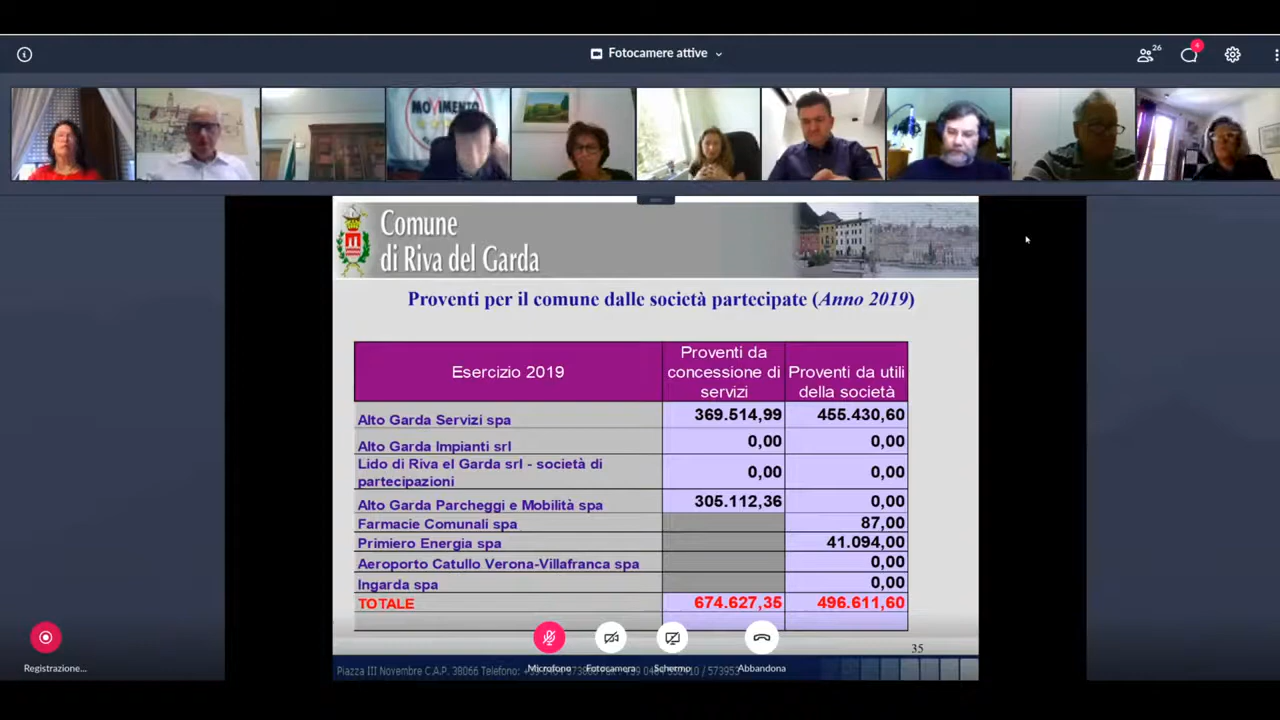 Fotocamere attive
26
4
MOVIMENTO
Comune
di Riva del Garda
Proventi per il comune dalle società partecipate (Anno 2019)
Esercizio 2019
Proventi da
concessione di
servizi
Proventi da utili
della società
Alto Garda Servizi spa 369.514,99 455.430,60
Alto Garda Impianti srl 0,00 0,00
Lido di Riva el Garda srl - società di
partecipazioni 0,00 0,00
Alto Garda Parcheggi e Mobilità spa 305.112,36 0,00
Farmacie Comunali spa 87,00
Primiero Energia spa 41.094,00
Aeroporto Catullo Verona-Villafranca spa 0,00
Ingarda spa 0,00
TOTALE 674.627,35 496.611,60
35
Registrazione...
Microfono Fotocamera Schermo Abbandona
Piazza III Novembre C.A.P. 38066 Telefono: / 573953